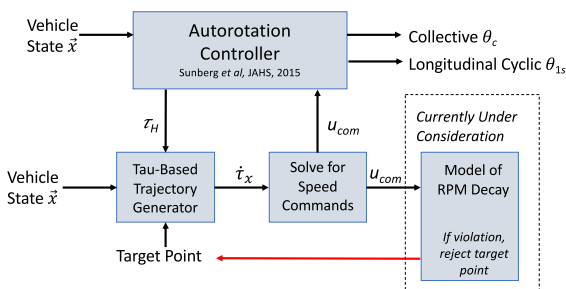 Vehicle
State x⃗
Autorotation
Controller
Sunberg et al, JAHS, 2015
Collective θc
Longitudinal Cyclic θ1s
τH
ucom
Currently Under
Consideration
Vehicle
State x⃗
Tau-Based
Trajectory
Generator
τ̇x
Solve for
Speed
Commands
ucom
Model of
RPM Decay
If violation,
reject target
point
Target Point